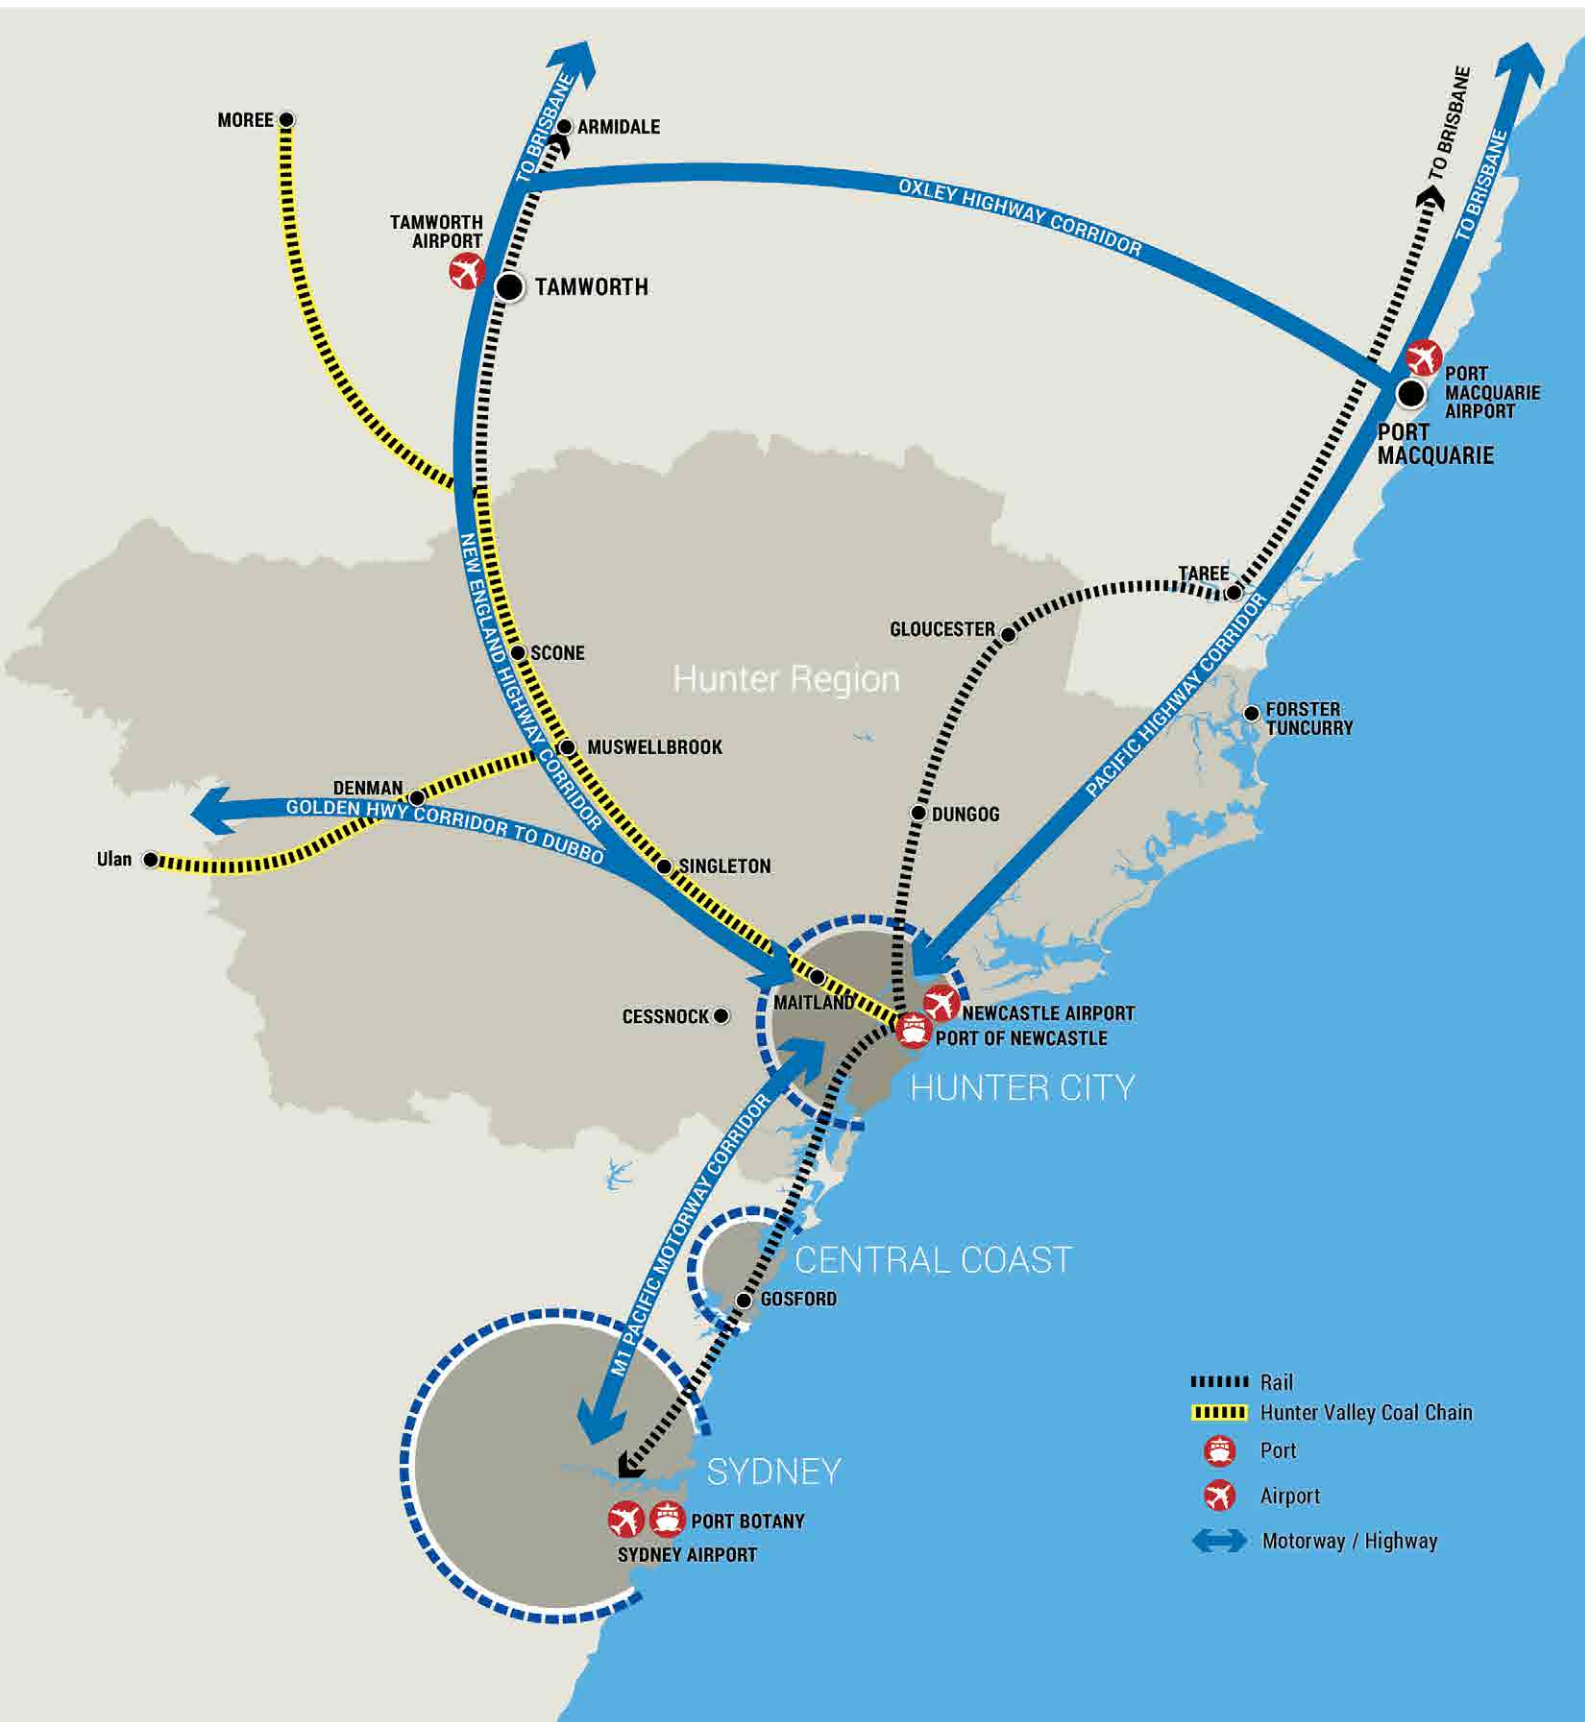 TO BRISBANE
TO BRISBANE
TO BRISBANE
MOREE
ARMIDALE
OXLEY HIGHWAY CORRIDOR
TAMWORTH
AIRPORT
TAMWORTH
PORT
MACQUARIE
AIRPORT
PORT
MACQUARIE
NEW ENGLAND HIGHWAY CORRIDOR
TAREE
GLOUCESTER
SCONE
Hunter Region
PACIFIC HIGHWAY CORRIDOR
FORSTER
TUNCURRY
MUSWELLBROOK
DENMAN
GOLDEN HWY CORRIDOR TO DUBBO
DUNGOG
Ulan
SINGLETON
MAITLAND
CESSNOCK
NEWCASTLE AIRPORT
PORT OF NEWCASTLE
HUNTER CITY
M1 PACIFIC MOTORWAY CORRIDOR
CENTRAL COAST
GOSFORD
SYDNEY
PORT BOTANY
SYDNEY AIRPORT
Rail
Hunter Valley Coal Chain
Port
Airport
Motorway / Highway